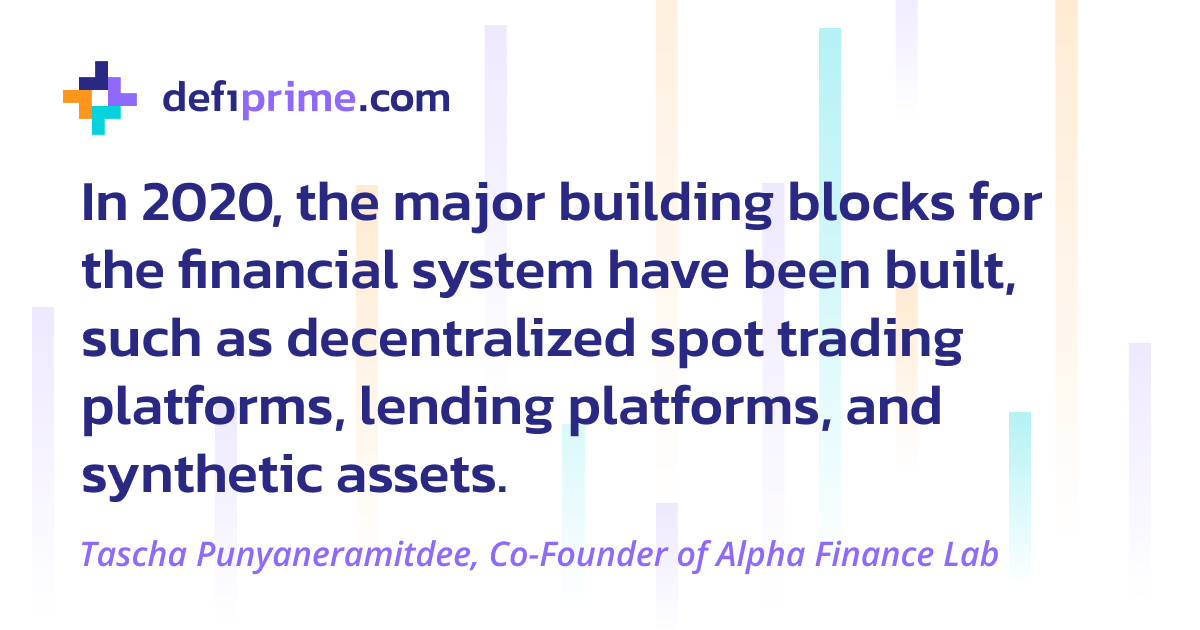 defiprime.com
In 2020, the major building blocks for
the financial system have been built,
such as decentralized spot trading
platforms, lending platforms, and
synthetic assets.
Tascha Punyaneramitdee, Co-Founder of Alpha Finance Lab